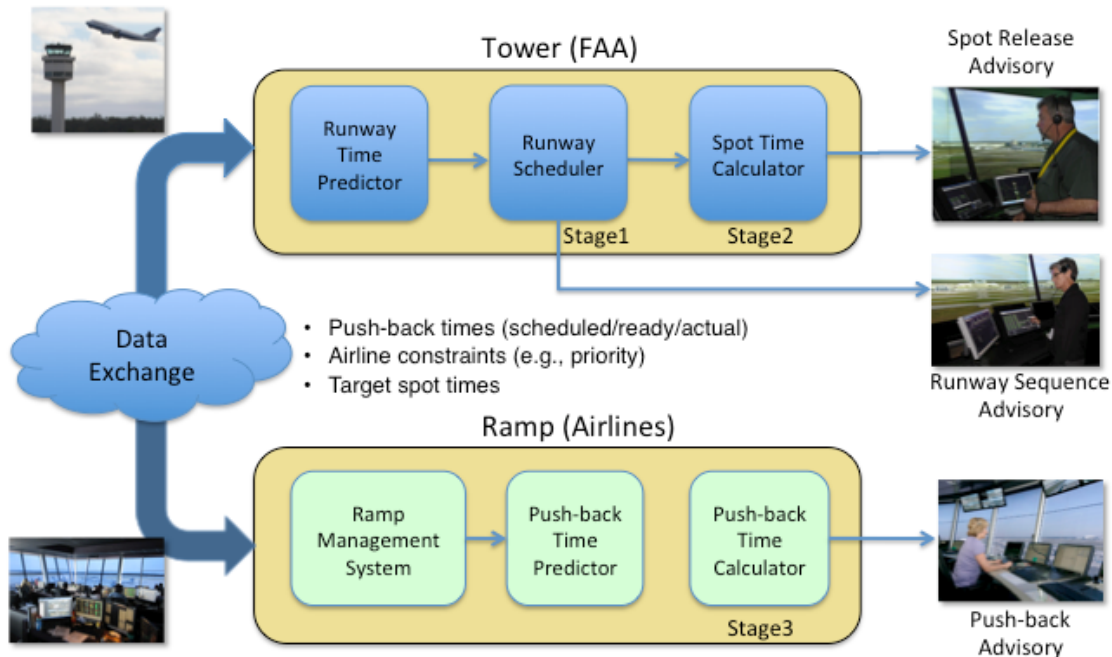 Tower (FAA)
Spot Release
Advisory
Runway
Time
Predictor
Runway
Scheduler
Spot Time
Calculator
Stage1
Stage2
Data
Exchange
• Push-back times (scheduled/ready/actual)
• Airline constraints (e.g., priority)
• Target spot times
Runway Sequence
Advisory
Ramp (Airlines)
Ramp
Management
System
Push-back
Time
Predictor
Push-back
Time
Calculator
Stage3
Push-back
Advisory